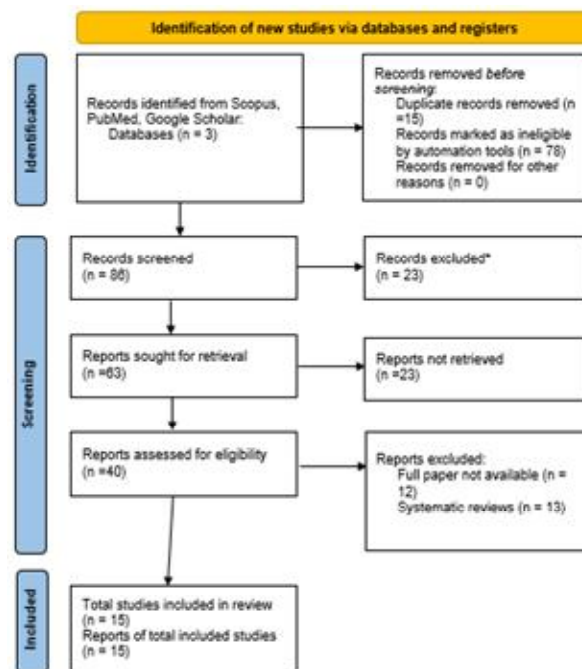 Identification of new studies via databases and registers
Identification
Records identified from Scopus,
PubMed, Google Scholar:
Databases (n = 3)
Records removed before
screening:
Duplicate records removed (n
=15)
Records marked as ineligible
by automation tools (n = 78)
Records removed for other
reasons (n = 0)
Screening
Records screened
(n = 86)
Records excluded*
(n = 23)
Reports sought for retrieval
(n =63)
Reports not retrieved
(n =23)
Reports assessed for eligibility
(n =40)
Reports excluded:
Full paper not available (n =
12)
Systematic reviews (n = 13)
Included
Total studies included in review
(n = 15)
Reports of total included studies
(n = 15)